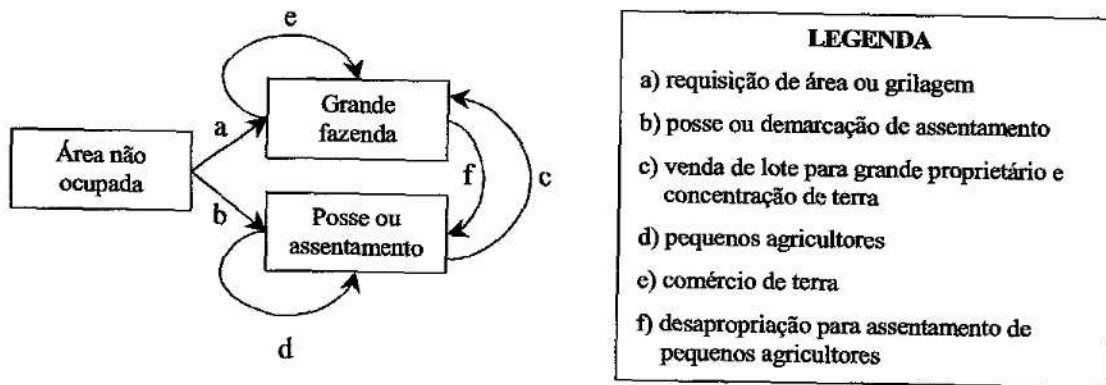 e
Grande
fazenda
a
Área não
ocupada
f
c
b
Posse ou
assentamento
d
LEGENDA
a) requisição de área ou grilagem
b) posse ou demarcação de assentamento
c) venda de lote para grande proprietário e
concentração de terra
d) pequenos agricultores
e) comércio de terra
f) desapropriação para assentamento de
pequenos agricultores